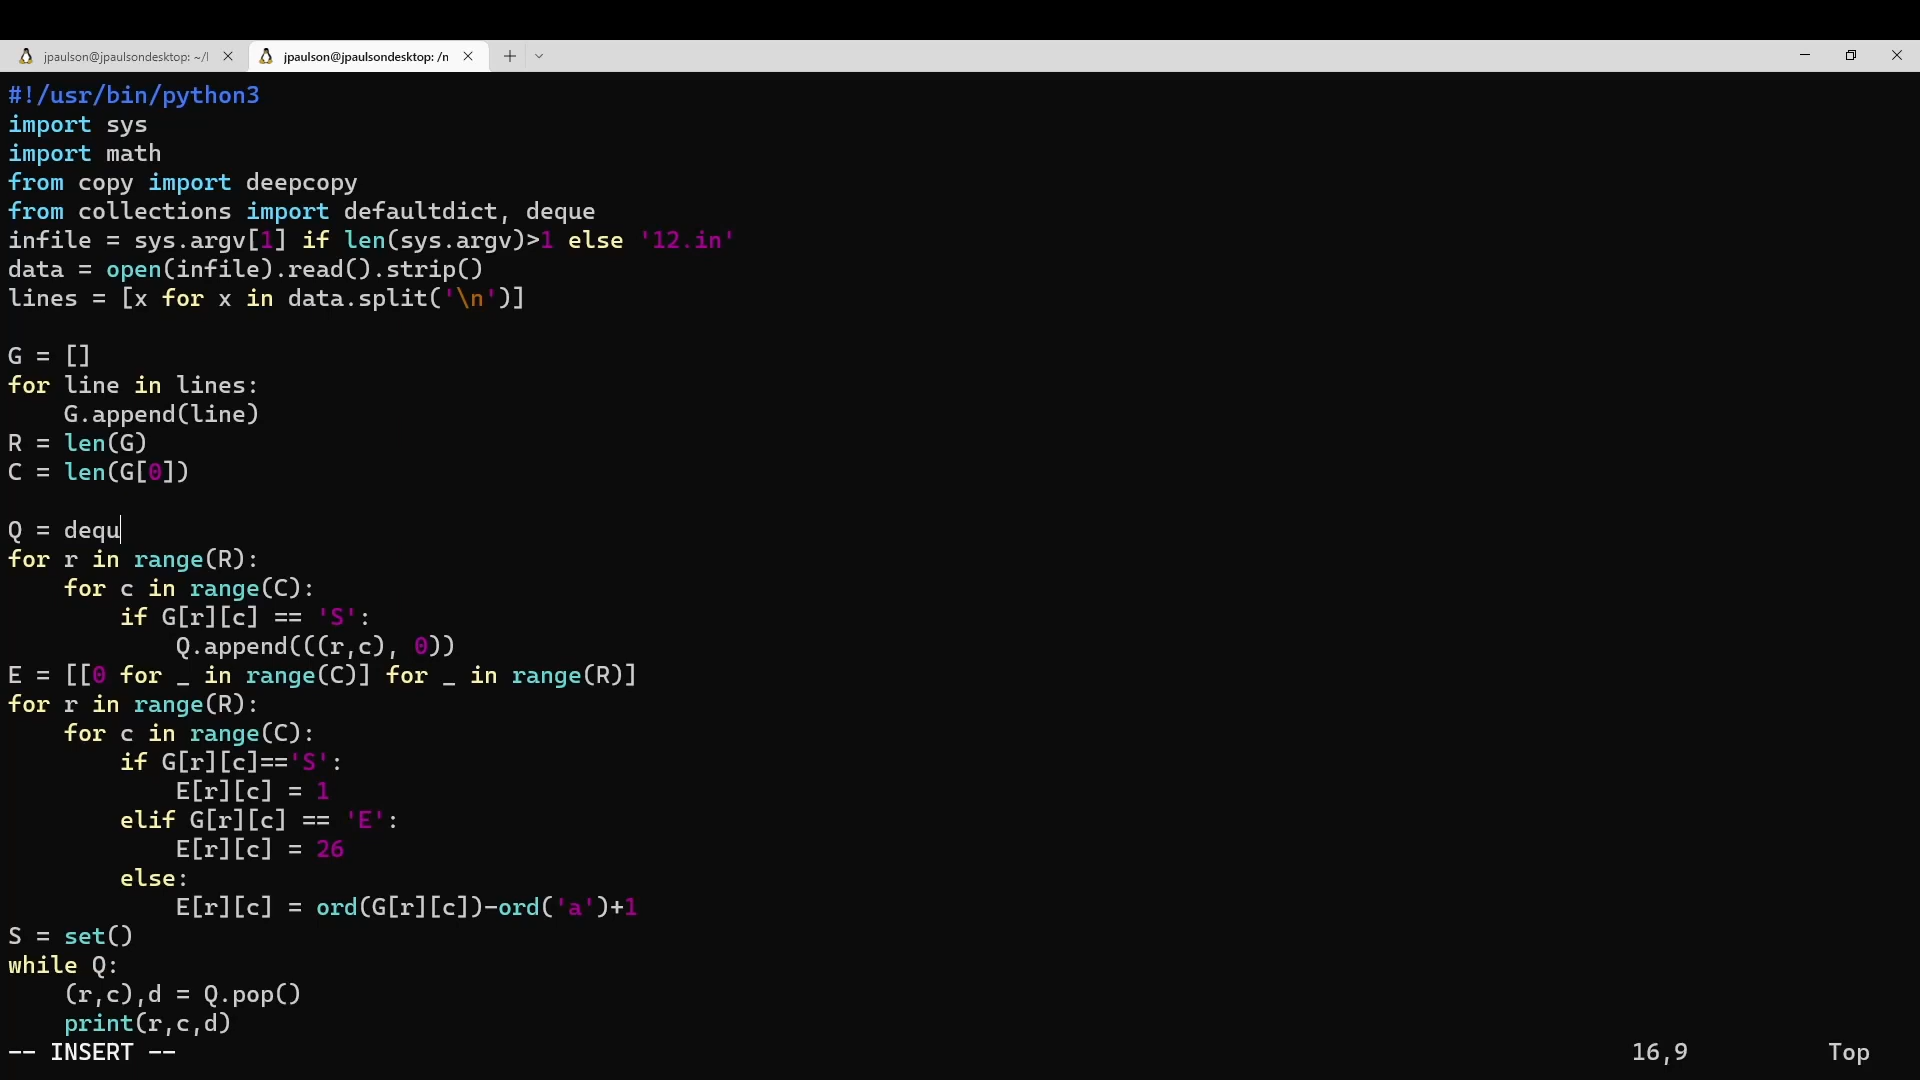 jpaulson@jpaulsondesktop: ~/l
jpaulson@jpaulsondesktop: /n
#!/usr/bin/python3
import sys
import math
from copy import deepcopy
from collections import defaultdict, deque
infile = sys.argv[1] if len(sys.argv)>1 else '12.in'
data = open(infile).read().strip()
lines = [x for x in data.split('\n')]

G = []
for line in lines:
    G.append(line)
R = len(G)
C = len(G[0])

Q = dequ
for r in range(R):
    for c in range(C):
        if G[r][c] == 'S':
            Q.append(((r,c), 0))
E = [[0 for _ in range(C)] for _ in range(R)]
for r in range(R):
    for c in range(C):
        if G[r][c]=='S':
            E[r][c] = 1
        elif G[r][c] == 'E':
            E[r][c] = 26
        else:
            E[r][c] = ord(G[r][c])-ord('a')+1
S = set()
while Q:
    (r,c),d = Q.pop()
    print(r,c,d)
-- INSERT -- 16,9 Top